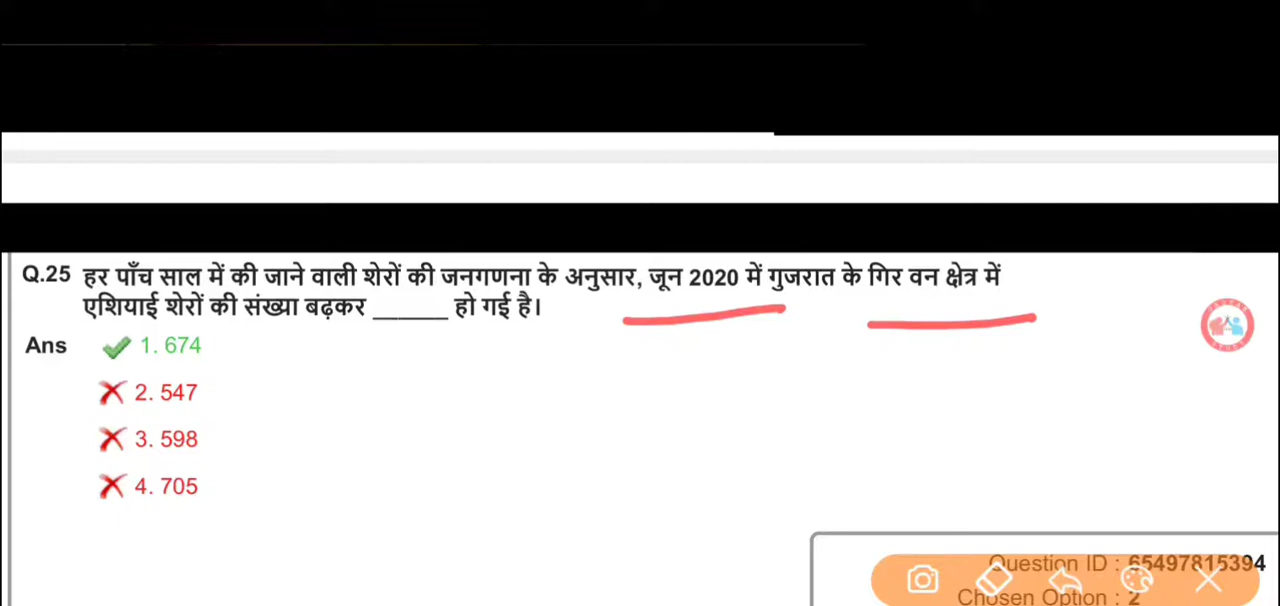 Q.25 हर पाँच साल में की जाने वाली शेरों की जनगणना के अनुसार, जून 2020 में गुजरात के गिर वन क्षेत्र में
एशियाई शेरों की संख्या बढ़कर ______ हो गई है।
Ans 1. 674
2. 547
3. 598
4. 705
Question ID : 65497815394
Chosen Option : 2